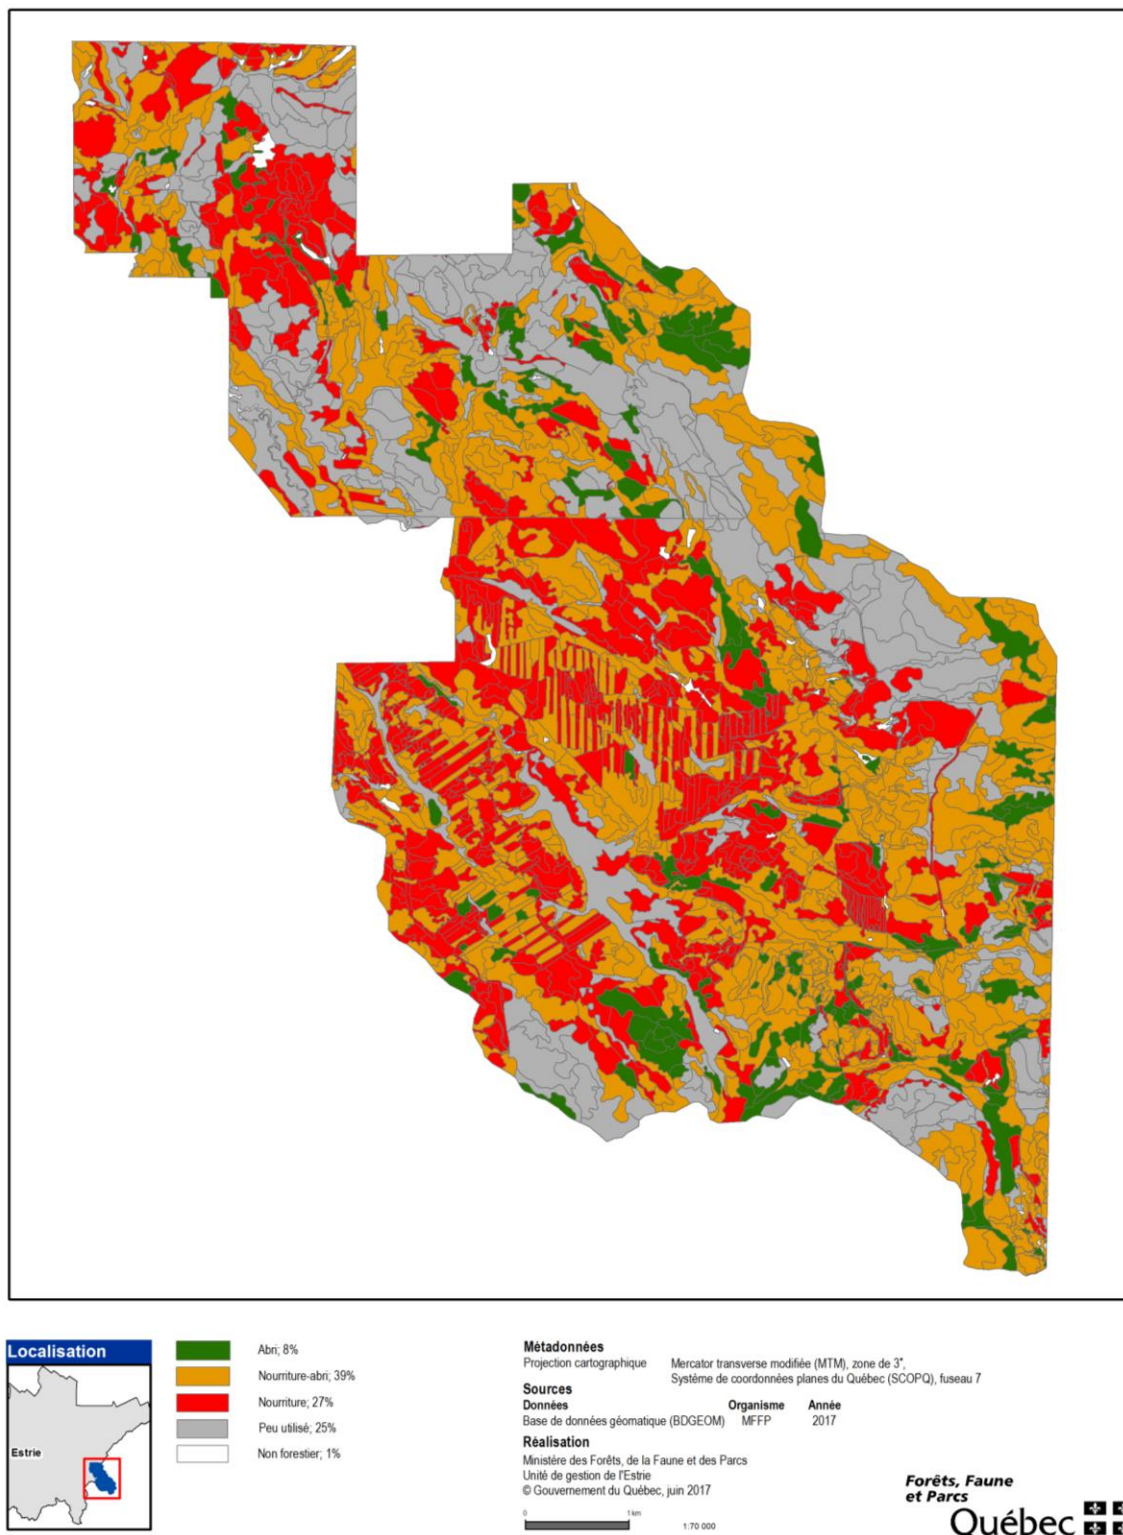 Localisation
Estrie
Abri; 8%
Nourriture-abri; 39%
Nourriture; 27%
Peu utilisé; 25%
Non forestier; 1%
Métadonnées
Projection cartographique Mercator transverse modifiée (MTM), zone de 3°,
Système de coordonnées planes du Québec (SCOPQ), fuseau 7
Sources
Données Organisme Année
Base de données géomatique (BDGEOM) MFFP 2017
Réalisation
Ministère des Forêts, de la Faune et des Parcs
Unité de gestion de l'Estrie
© Gouvernement du Québec, juin 2017
0 1 km
1:70 000
Forêts, Faune
et Parcs
Québec